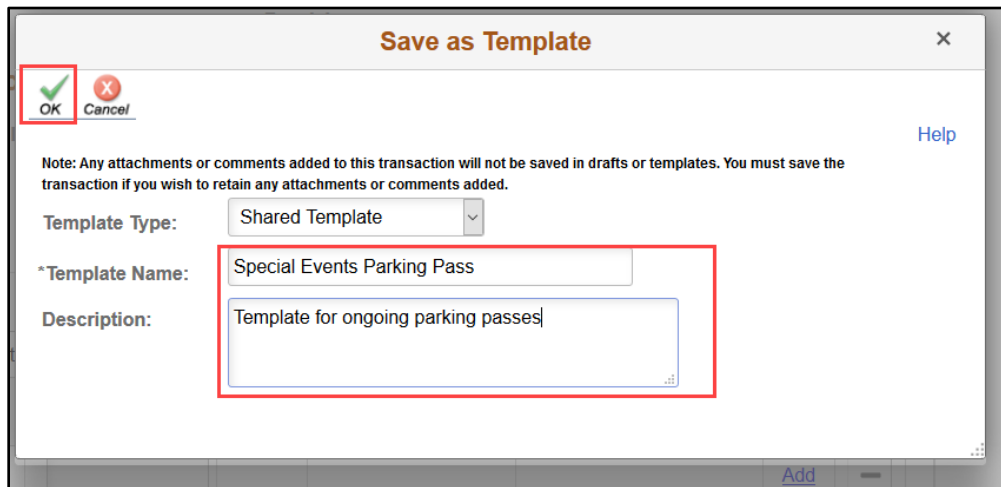 Save as Template
×
OK Cancel
Help
Note: Any attachments or comments added to this transaction will not be saved in drafts or templates. You must save the
transaction if you wish to retain any attachments or comments added.
Template Type: Shared Template
*Template Name: Special Events Parking Pass
Description: Template for ongoing parking passes
Add